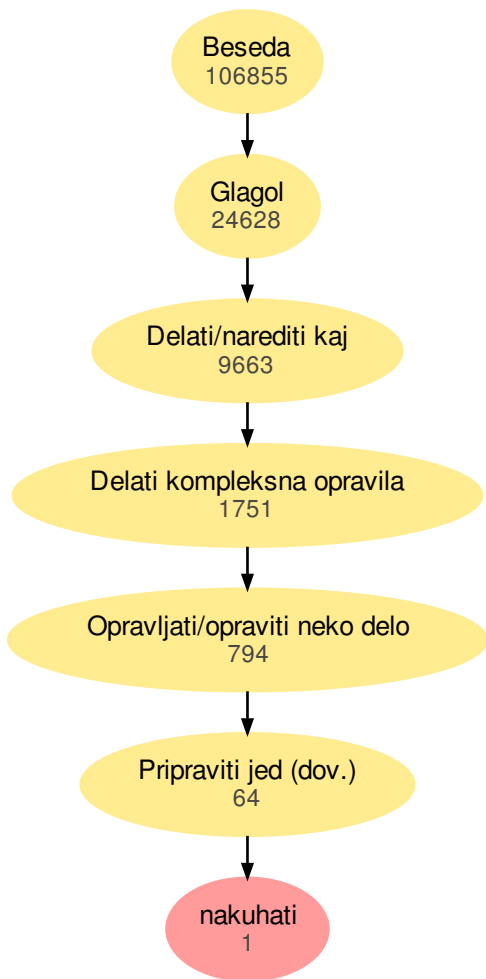 Beseda
106855
Glagol
24628
Delati/narediti kaj
9663
Delati kompleksna opravila
1751
Opravljati/opraviti neko delo
794
Pripraviti jed (dov.)
64
nakuhati
1